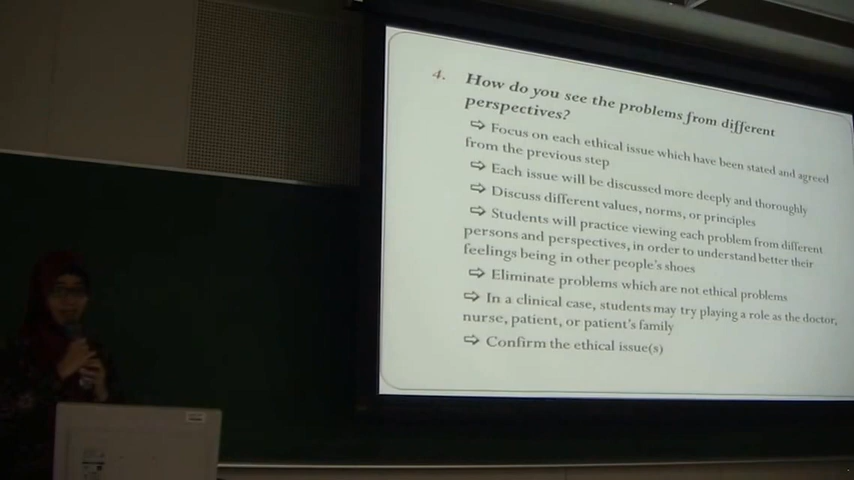 4. How do you see the problems from different
perspectives?
⇨ Focus on each ethical issue which have been stated and agreed
from the previous step
⇨ Each issue will be discussed more deeply and thoroughly
⇨ Discuss different values, norms, or principles
⇨ Students will practice viewing each problem from different
persons and perspectives, in order to understand better their
feelings being in other people's shoes
⇨ Eliminate problems which are not ethical problems
⇨ In a clinical case, students may try playing a role as the doctor,
nurse, patient, or patient's family
⇨ Confirm the ethical issue(s)